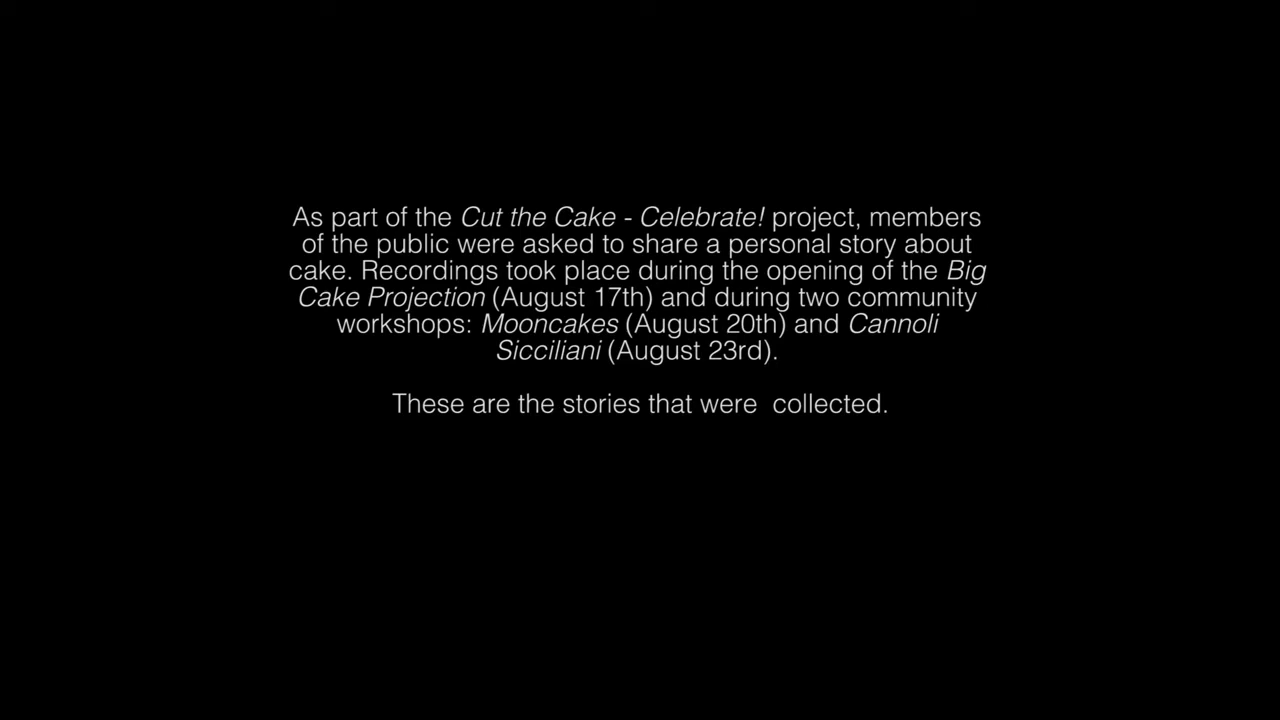 As part of the Cut the Cake - Celebrate! project, members
of the public were asked to share a personal story about
cake. Recordings took place during the opening of the Big
Cake Projection (August 17th) and during two community
workshops: Mooncakes (August 20th) and Cannoli
Sicciliani (August 23rd).
These are the stories that were  collected.